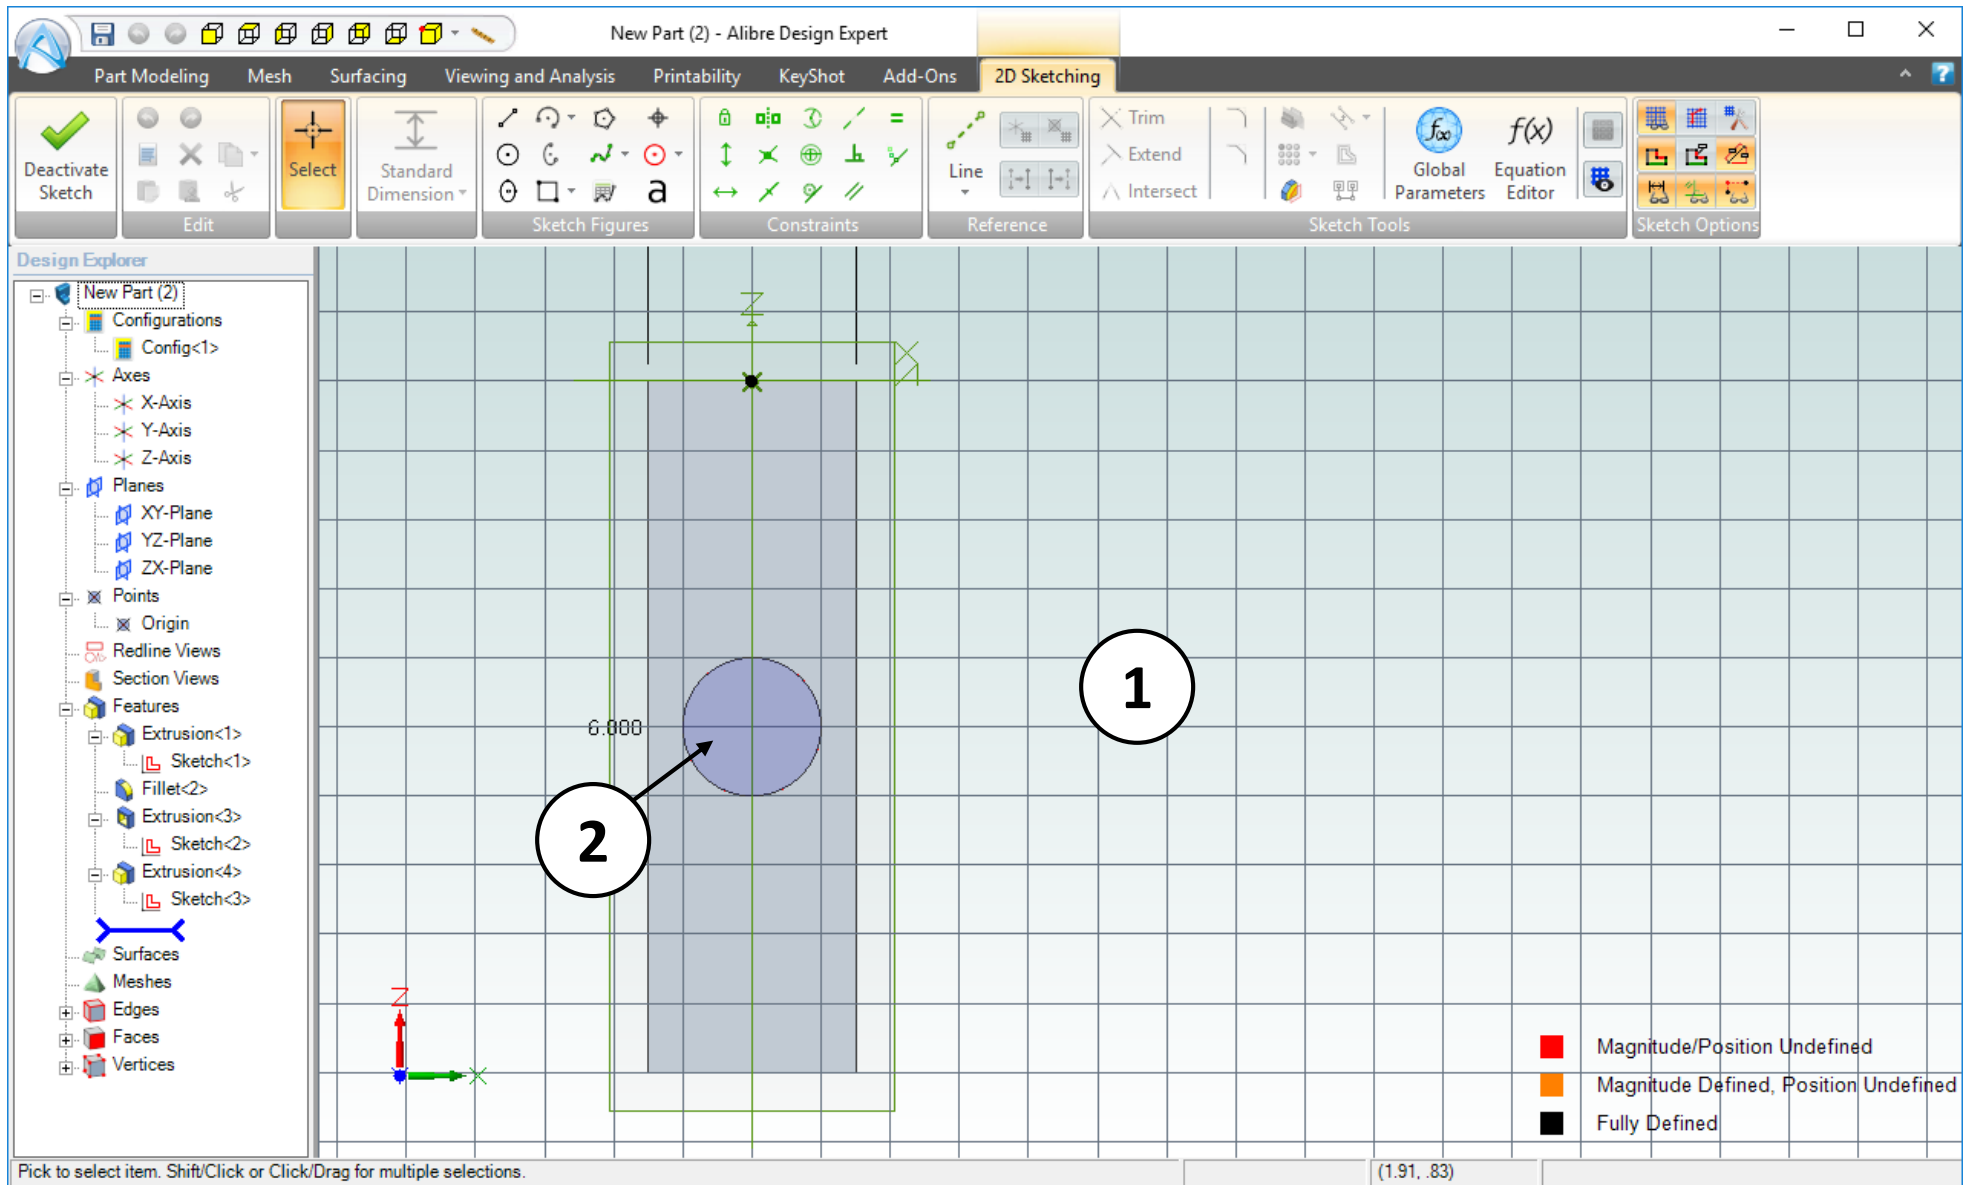 New Part (2) - Alibre Design Expert
Part Modeling Mesh Surfacing Viewing and Analysis Printability KeyShot Add-Ons 2D Sketching
Deactivate Sketch
Edit
Select
Standard Dimension
a
Sketch Figures
Constraints
Line
Reference
Trim
Extend
Intersect
f∞
Global Parameters
f(x)
Equation Editor
Sketch Tools
Sketch Options
Design Explorer
New Part (2)
Configurations
Config<1>
Axes
X-Axis
Y-Axis
Z-Axis
Planes
XY-Plane
YZ-Plane
ZX-Plane
Points
Origin
Redline Views
Section Views
Features
Extrusion<1>
Sketch<1>
Fillet<2>
Extrusion<3>
Sketch<2>
Extrusion<4>
Sketch<3>
Surfaces
Meshes
Edges
Faces
Vertices
Z
X
1
6.000
2
Z
X
Magnitude/Position Undefined
Magnitude Defined, Position Undefined
Fully Defined
Pick to select item. Shift/Click or Click/Drag for multiple selections.
(1.91, .83)